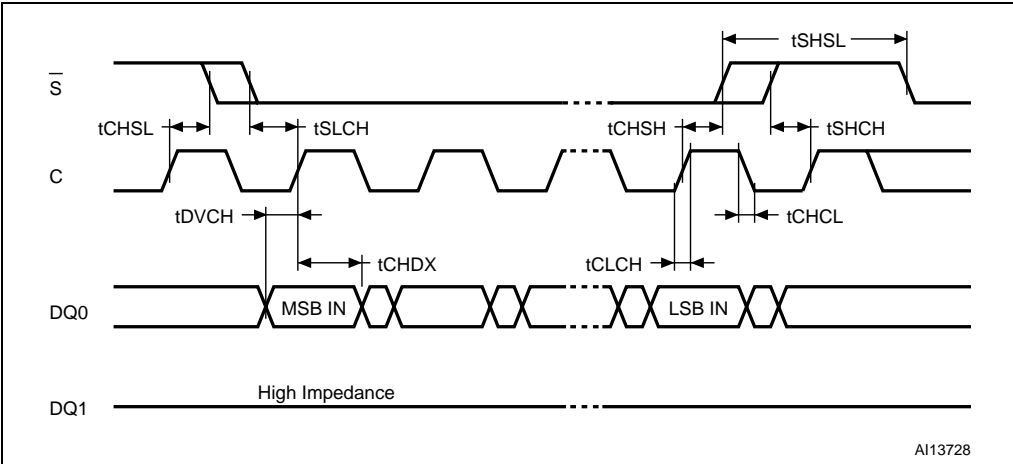 tSHSL
S̅
tCHSL
tSLCH
tCHSH
tSHCH
C
tDVCH
tCHCL
tCHDX
tCLCH
DQ0
MSB IN
LSB IN
High Impedance
DQ1
AI13728